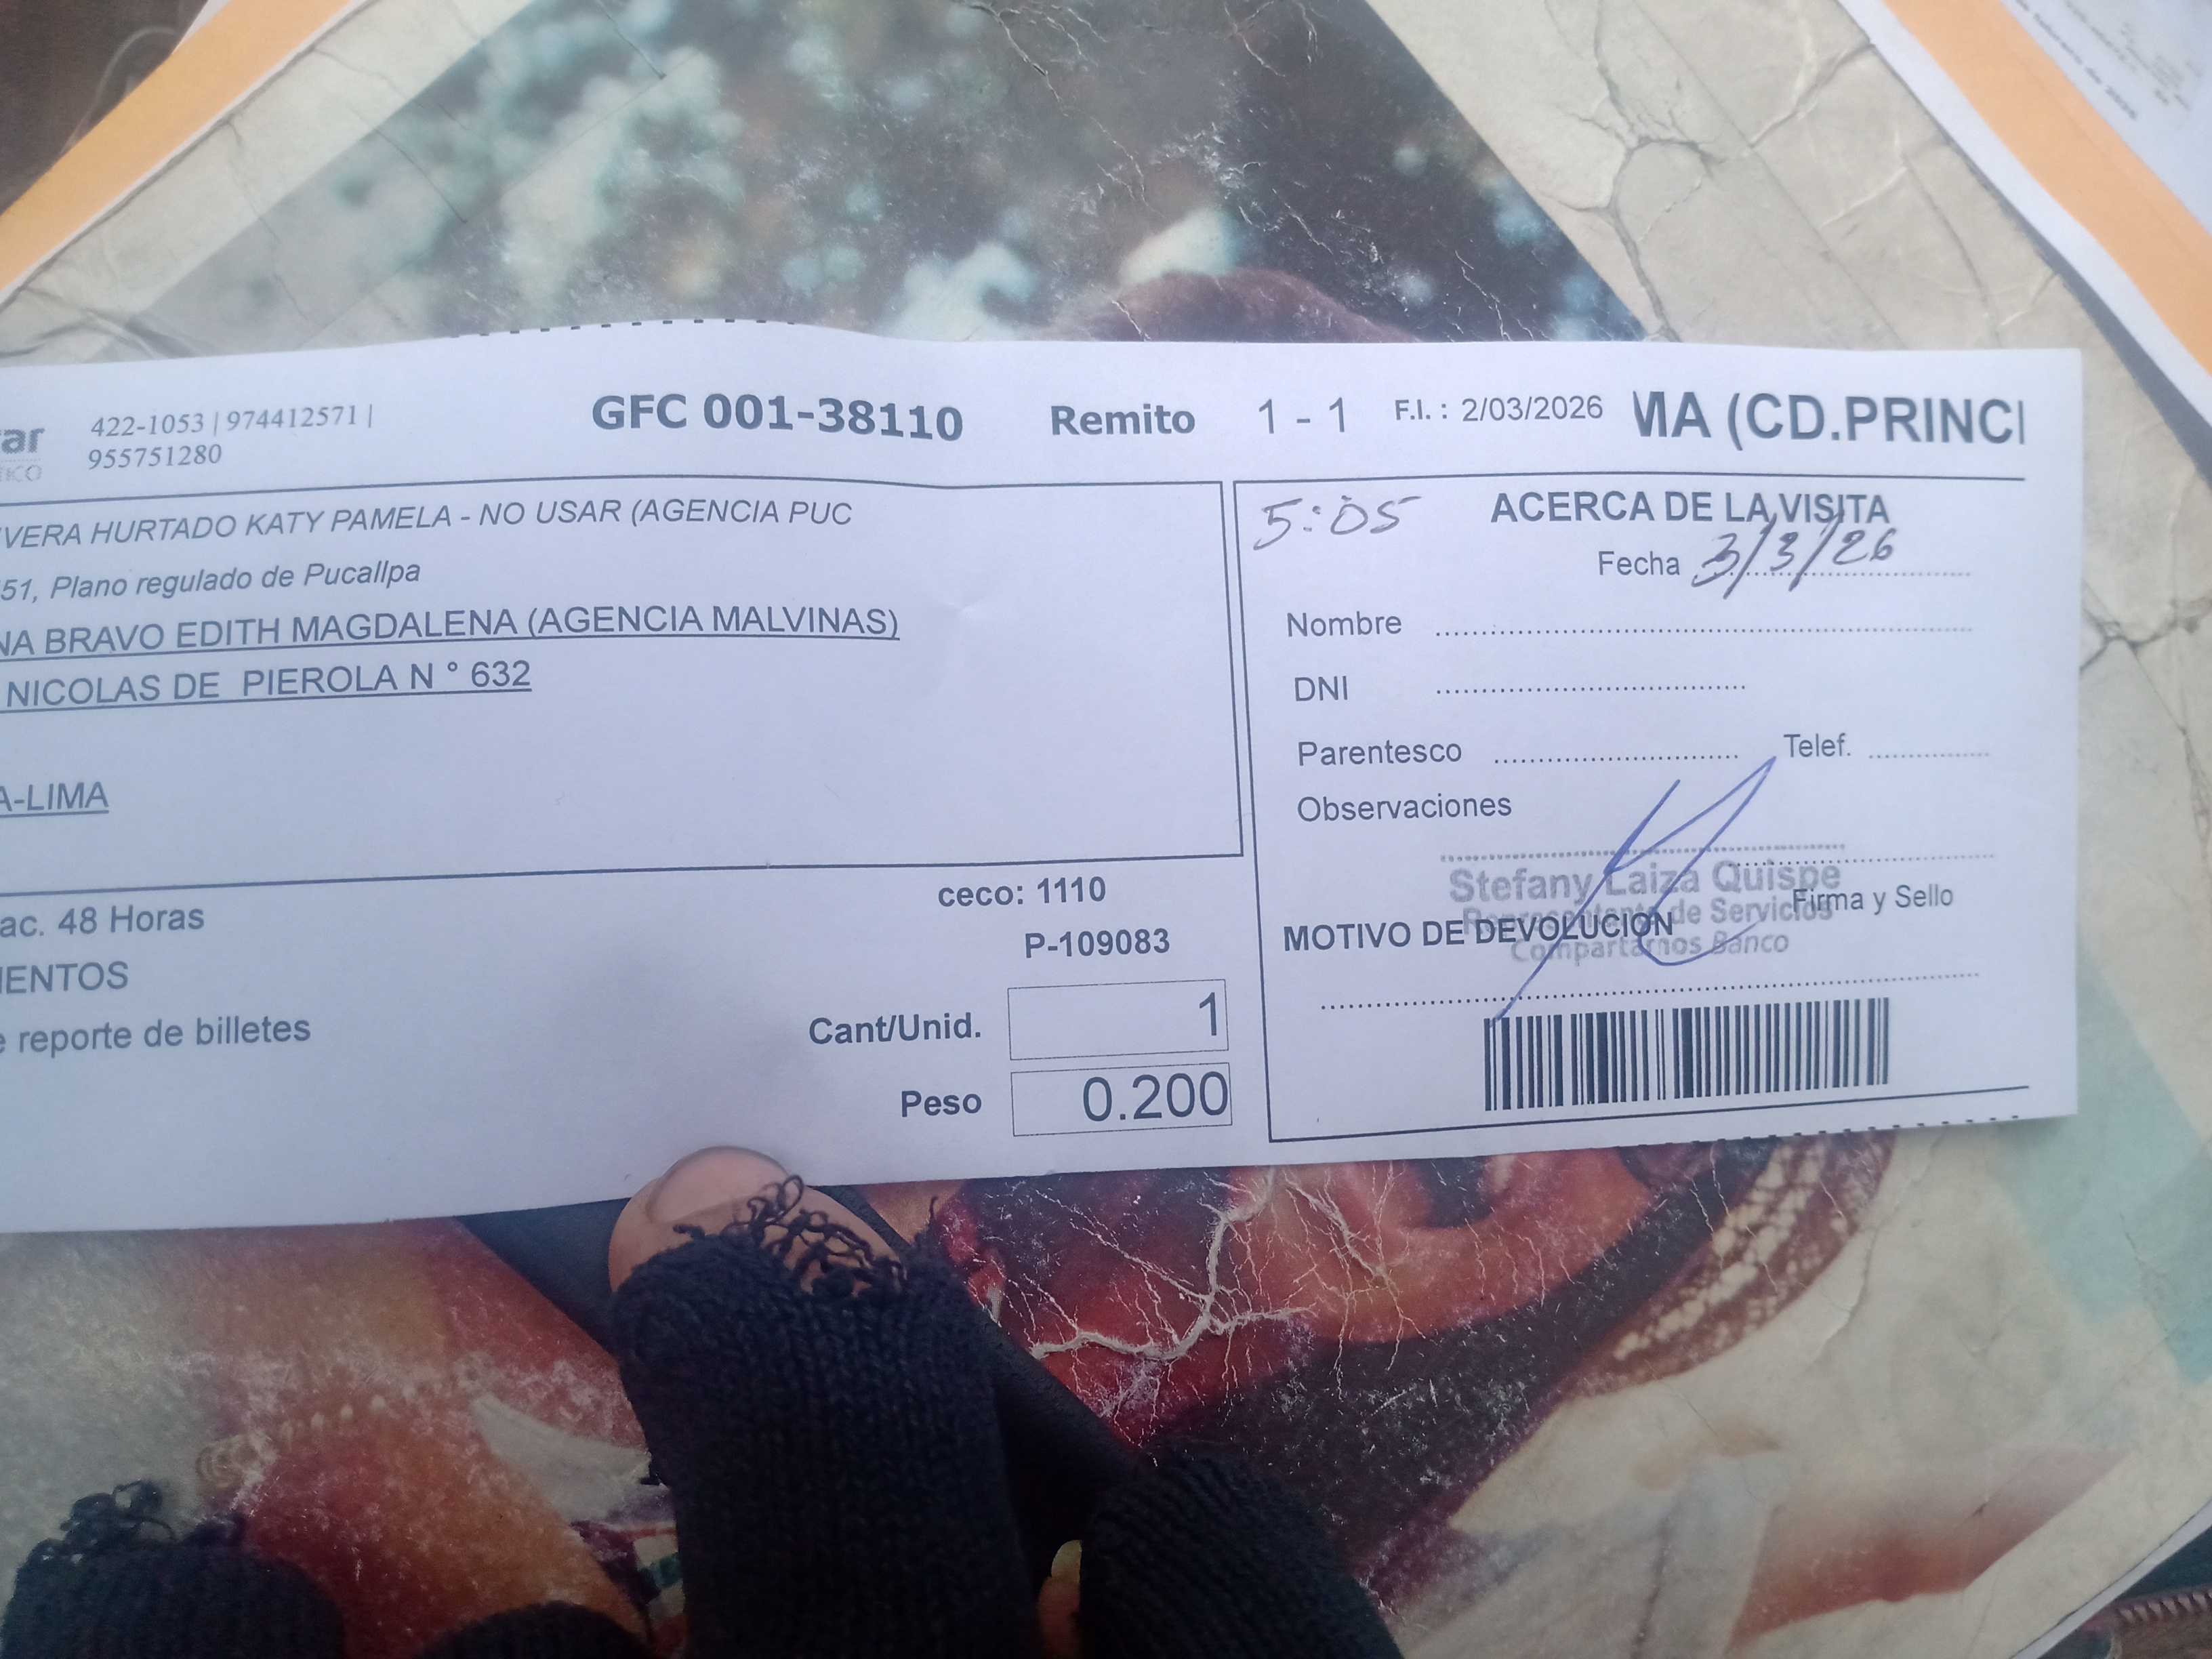 ar
422-1053 | 974412571 |
955751280
GFC 001-38110
Remito
1 - 1
F.I. : 2/03/2026
MA (CD.PRINCI
VERA HURTADO KATY PAMELA - NO USAR (AGENCIA PUC
51, Plano regulado de Pucallpa
NA BRAVO EDITH MAGDALENA (AGENCIA MALVINAS)
NICOLAS DE PIEROLA N ° 632
A-LIMA
ac. 48 Horas
IENTOS
e reporte de billetes
ceco: 1110
P-109083
Cant/Unid. 1
Peso 0.200
5:05
ACERCA DE LA VISITA
Fecha 3/3/26
Nombre
DNI
Parentesco
Telef.
Observaciones
Stefany Laiza Quispe
Representante de Servicios
Compartamos Banco
Firma y Sello
MOTIVO DE DEVOLUCION